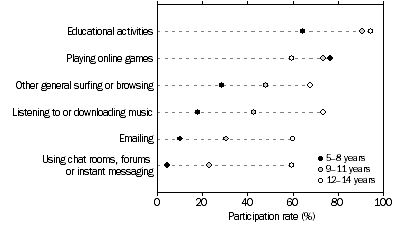 Educational activities
Playing online games
Other general surfing or browsing
Listening to or downloading music
Emailing
Using chat rooms, forums
or instant messaging
5–8 years
9–11 years
12–14 years
0 20 40 60 80 100
Participation rate (%)